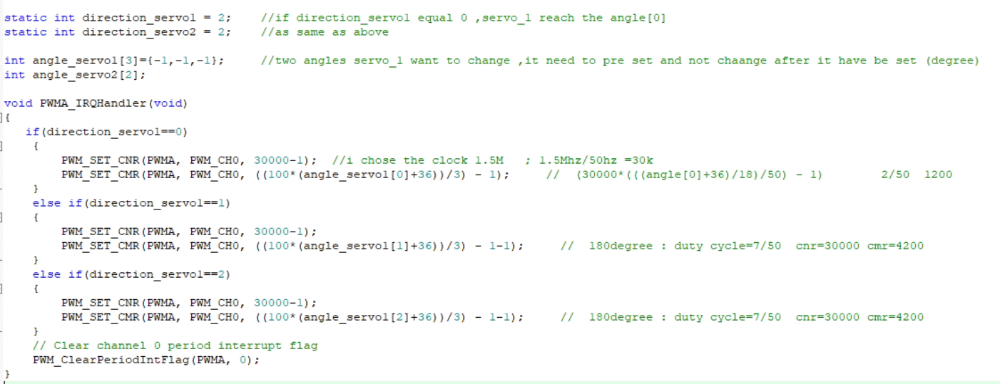 static int direction_servo1 = 2;    //if direction_servo1 equal 0 ,servo_1 reach the angle[0]
static int direction_servo2 = 2;    //as same as above
int angle_servo1[3]={-1,-1,-1};     //two angles servo_1 want to change ,it need to pre set and not chaange after it have be set (degree)
int angle_servo2[2];
void PWMA_IRQHandler(void)
{
   if(direction_servo1==0)
    {
        PWM_SET_CNR(PWMA, PWM_CH0, 30000-1);  //i chose the clock 1.5M   ; 1.5Mhz/50hz =30k
        PWM_SET_CMR(PWMA, PWM_CH0, ((100*(angle_servo1[0]+36))/3) - 1);     //  (30000*(((angle[0]+36)/18)/50) - 1)        2/50  1200
    }
    else if(direction_servo1==1)
    {
        PWM_SET_CNR(PWMA, PWM_CH0, 30000-1);
        PWM_SET_CMR(PWMA, PWM_CH0, ((100*(angle_servo1[1]+36))/3) - 1-1);     //  180degree : duty cycle=7/50  cnr=30000 cmr=4200
    }
    else if(direction_servo1==2)
    {
        PWM_SET_CNR(PWMA, PWM_CH0, 30000-1);
        PWM_SET_CMR(PWMA, PWM_CH0, ((100*(angle_servo1[2]+36))/3) - 1-1);     //  180degree : duty cycle=7/50  cnr=30000 cmr=4200
    }
    // Clear channel 0 period interrupt flag
    PWM_ClearPeriodIntFlag(PWMA, 0);
}